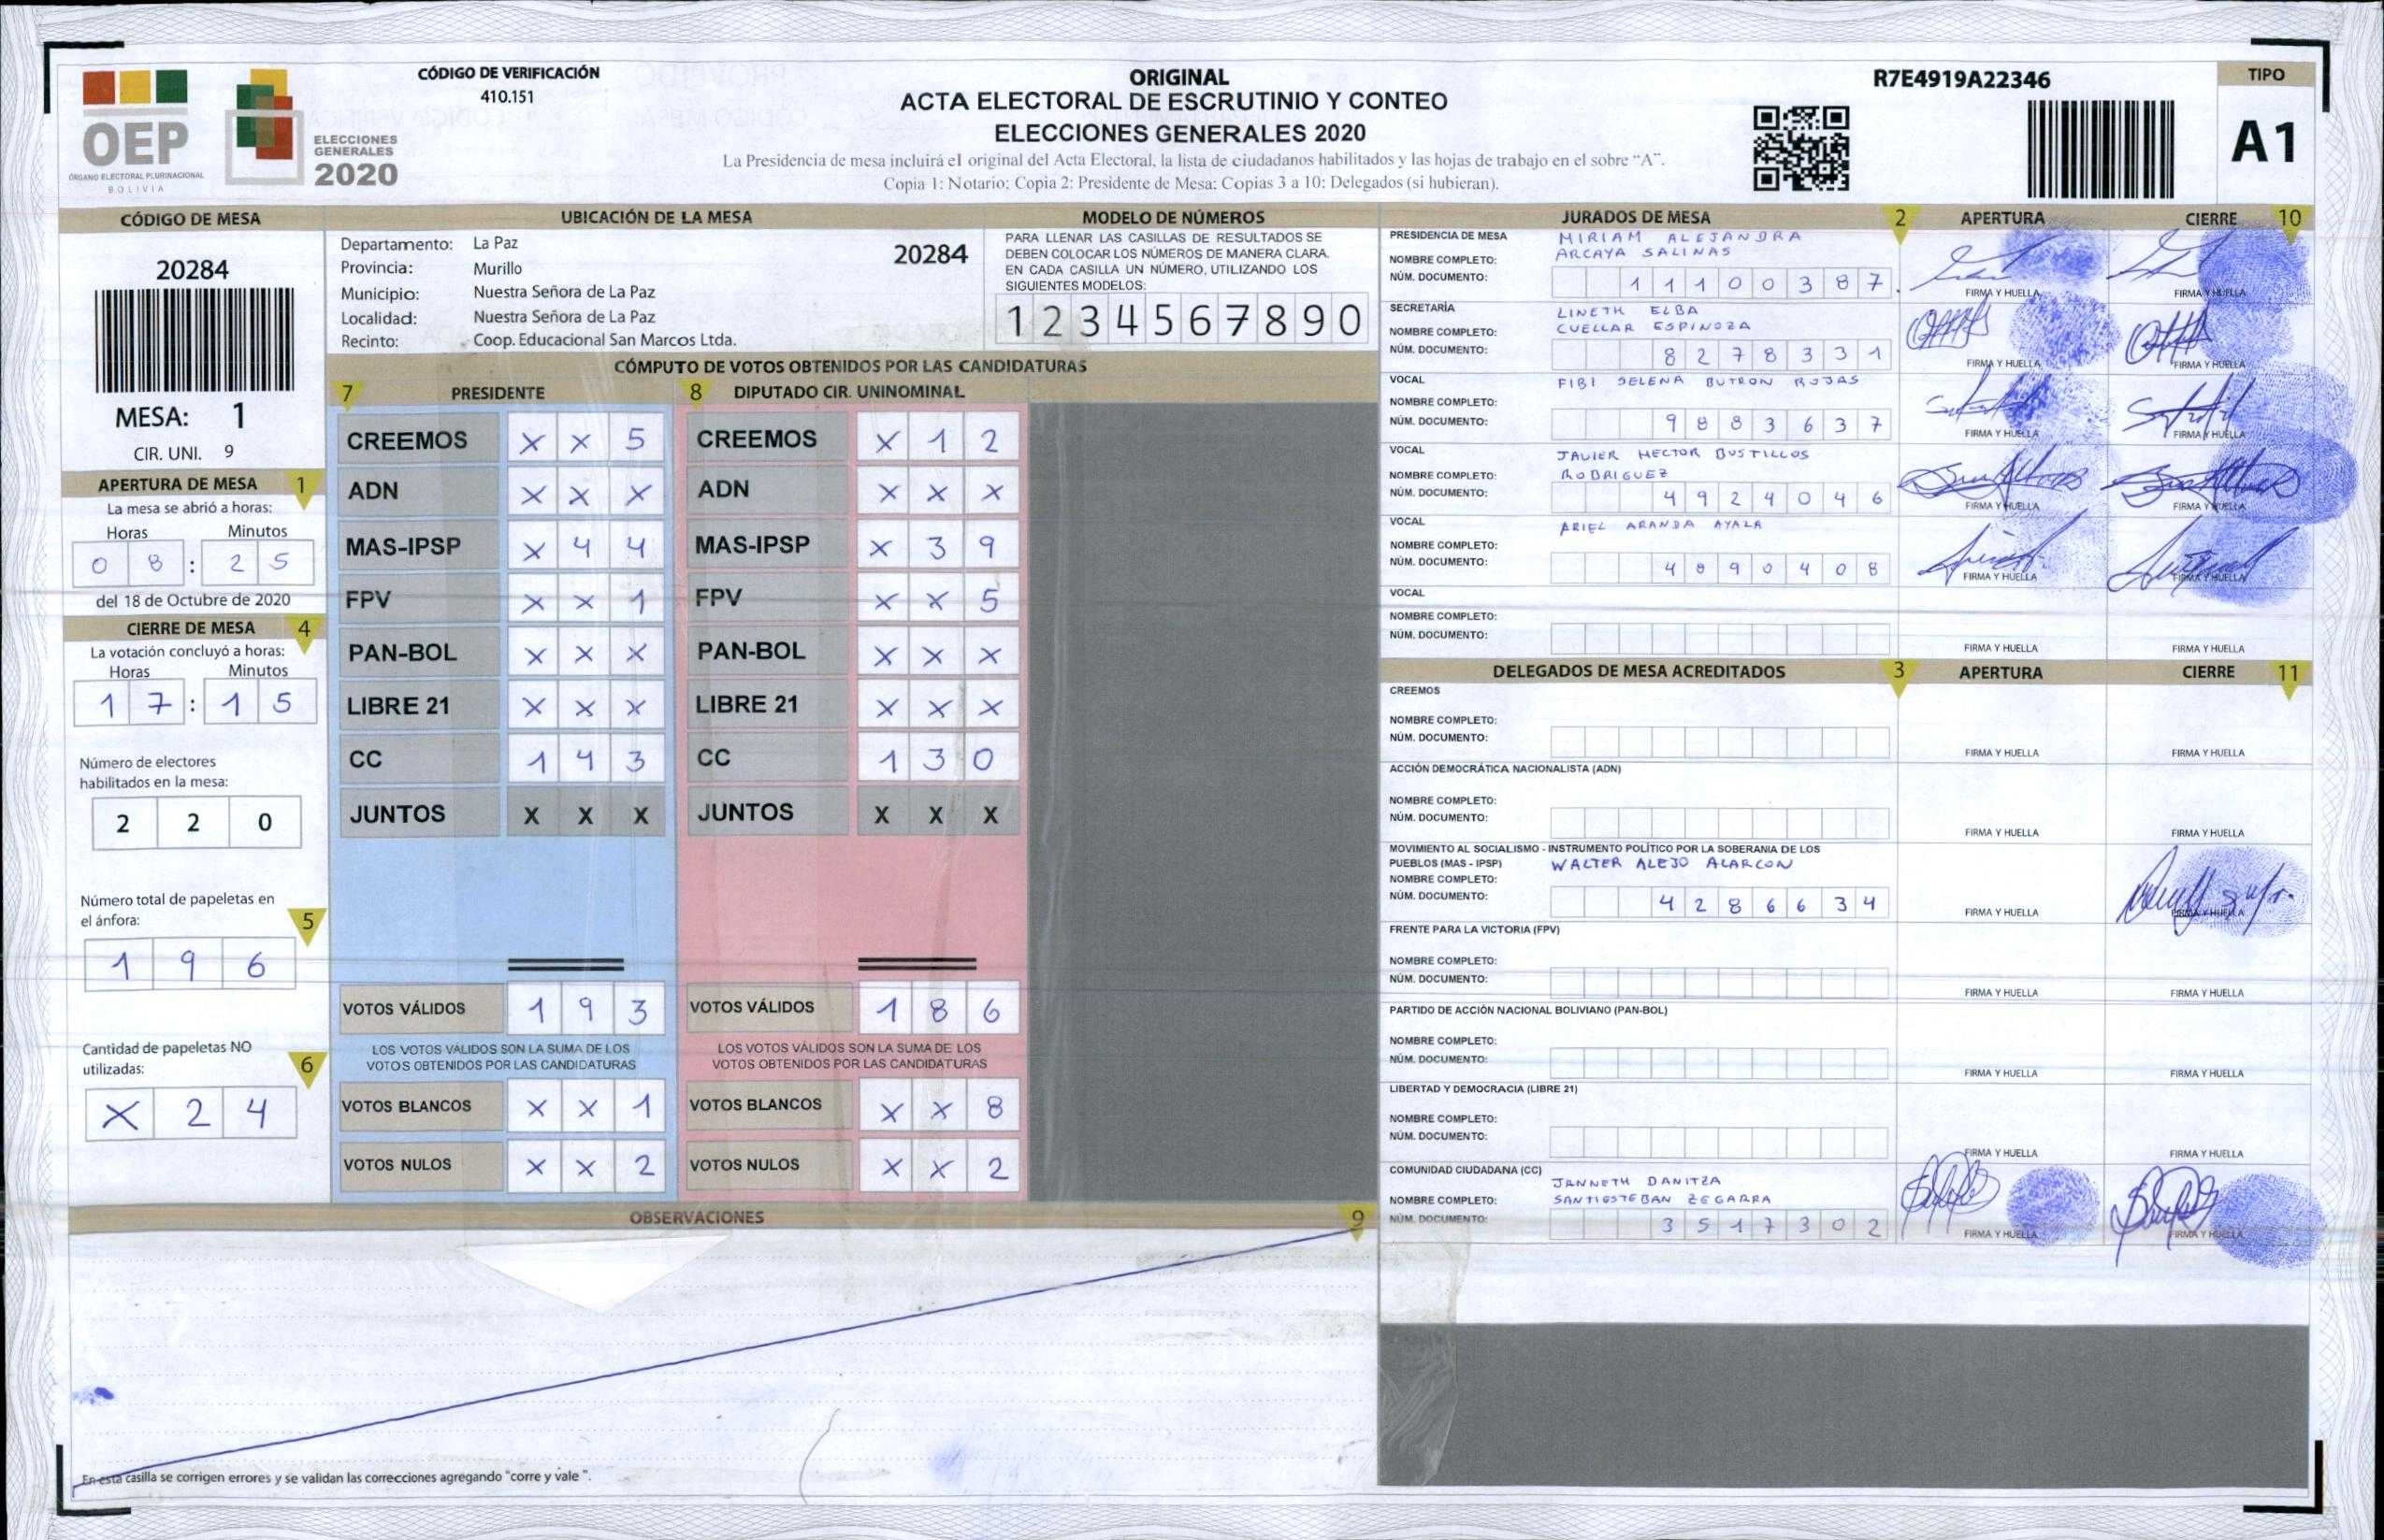 OEP
ÓRGANO ELECTORAL PLURINACIONAL
BOLIVIA
ELECCIONES
GENERALES
2020
CÓDIGO DE VERIFICACIÓN
410.151
ORIGINAL
ACTA ELECTORAL DE ESCRUTINIO Y CONTEO
ELECCIONES GENERALES 2020
La Presidencia de mesa incluirá el original del Acta Electoral, la lista de ciudadanos habilitados y las hojas de trabajo en el sobre “A”.
Copia 1: Notario; Copia 2: Presidente de Mesa; Copias 3 a 10: Delegados (si hubieran).
R7E4919A22346
TIPO
A1
CÓDIGO DE MESA
20284
MESA: 1
CIR. UNI. 9
APERTURA DE MESA 1
La mesa se abrió a horas:
Horas Minutos
0 8 : 2 5
del 18 de Octubre de 2020
CIERRE DE MESA 4
La votación concluyó a horas:
Horas Minutos
1 7 : 1 5
Número de electores
habilitados en la mesa:
2 2 0
Número total de papeletas en
el ánfora: 5
1 9 6
Cantidad de papeletas NO
utilizadas: 6
X 2 4
UBICACIÓN DE LA MESA
Departamento: La Paz 20284
Provincia: Murillo
Municipio: Nuestra Señora de La Paz
Localidad: Nuestra Señora de La Paz
Recinto: Coop. Educacional San Marcos Ltda.
MODELO DE NÚMEROS
PARA LLENAR LAS CASILLAS DE RESULTADOS SE
DEBEN COLOCAR LOS NÚMEROS DE MANERA CLARA.
EN CADA CASILLA UN NÚMERO, UTILIZANDO LOS
SIGUIENTES MODELOS:
1 2 3 4 5 6 7 8 9 0
CÓMPUTO DE VOTOS OBTENIDOS POR LAS CANDIDATURAS
7 PRESIDENTE
CREEMOS X X 5
ADN X X X
MAS-IPSP X 4 4
FPV X X 1
PAN-BOL X X X
LIBRE 21 X X X
CC 1 4 3
JUNTOS X X X
VOTOS VÁLIDOS 1 9 3
LOS VOTOS VÁLIDOS SON LA SUMA DE LOS
VOTOS OBTENIDOS POR LAS CANDIDATURAS
VOTOS BLANCOS X X 1
VOTOS NULOS X X 2
8 DIPUTADO CIR. UNINOMINAL
CREEMOS X 1 2
ADN X X X
MAS-IPSP X 3 9
FPV X X 5
PAN-BOL X X X
LIBRE 21 X X X
CC 1 3 0
JUNTOS X X X
VOTOS VÁLIDOS 1 8 6
LOS VOTOS VÁLIDOS SON LA SUMA DE LOS
VOTOS OBTENIDOS POR LAS CANDIDATURAS
VOTOS BLANCOS X X 8
VOTOS NULOS X X 2
OBSERVACIONES 9
En esta casilla se corrigen errores y se validan las correcciones agregando "corre y vale ".
JURADOS DE MESA 2 APERTURA CIERRE 10
PRESIDENCIA DE MESA MIRIAM ALEJANDRA
NOMBRE COMPLETO: ARCAYA SALINAS
NÚM. DOCUMENTO: 1 1 1 0 0 3 8 7
FIRMA Y HUELLA FIRMA Y HUELLA
SECRETARÍA LINETH ELBA
NOMBRE COMPLETO: CUELLAR ESPINOZA
NÚM. DOCUMENTO: 8 2 7 8 3 3 1
FIRMA Y HUELLA FIRMA Y HUELLA
VOCAL FIBI SELENA BUTRON ROJAS
NOMBRE COMPLETO:
NÚM. DOCUMENTO: 9 8 8 3 6 3 7
FIRMA Y HUELLA FIRMA Y HUELLA
VOCAL JAVIER HECTOR BUSTILLOS
NOMBRE COMPLETO: RODRIGUEZ
NÚM. DOCUMENTO: 4 9 2 4 0 4 6
FIRMA Y HUELLA FIRMA Y HUELLA
VOCAL ARIEL ARANDA AYALA
NOMBRE COMPLETO:
NÚM. DOCUMENTO: 4 8 9 0 4 0 8
FIRMA Y HUELLA FIRMA Y HUELLA
VOCAL
NOMBRE COMPLETO:
NÚM. DOCUMENTO:
FIRMA Y HUELLA FIRMA Y HUELLA
DELEGADOS DE MESA ACREDITADOS 3 APERTURA CIERRE 11
CREEMOS
NOMBRE COMPLETO:
NÚM. DOCUMENTO:
FIRMA Y HUELLA FIRMA Y HUELLA
ACCIÓN DEMOCRÁTICA NACIONALISTA (ADN)
NOMBRE COMPLETO:
NÚM. DOCUMENTO:
FIRMA Y HUELLA FIRMA Y HUELLA
MOVIMIENTO AL SOCIALISMO - INSTRUMENTO POLÍTICO POR LA SOBERANIA DE LOS
PUEBLOS (MAS - IPSP) WALTER ALEJO ALARCON
NOMBRE COMPLETO:
NÚM. DOCUMENTO: 4 2 8 6 6 3 4
FIRMA Y HUELLA FIRMA Y HUELLA
FRENTE PARA LA VICTORIA (FPV)
NOMBRE COMPLETO:
NÚM. DOCUMENTO:
FIRMA Y HUELLA FIRMA Y HUELLA
PARTIDO DE ACCIÓN NACIONAL BOLIVIANO (PAN-BOL)
NOMBRE COMPLETO:
NÚM. DOCUMENTO:
FIRMA Y HUELLA FIRMA Y HUELLA
LIBERTAD Y DEMOCRACIA (LIBRE 21)
NOMBRE COMPLETO:
NÚM. DOCUMENTO:
FIRMA Y HUELLA FIRMA Y HUELLA
COMUNIDAD CIUDADANA (CC) JANNETH DANITZA
NOMBRE COMPLETO: SANTIESTEBAN ZEGARRA
NÚM. DOCUMENTO: 3 5 1 7 3 0 2
FIRMA Y HUELLA FIRMA Y HUELLA